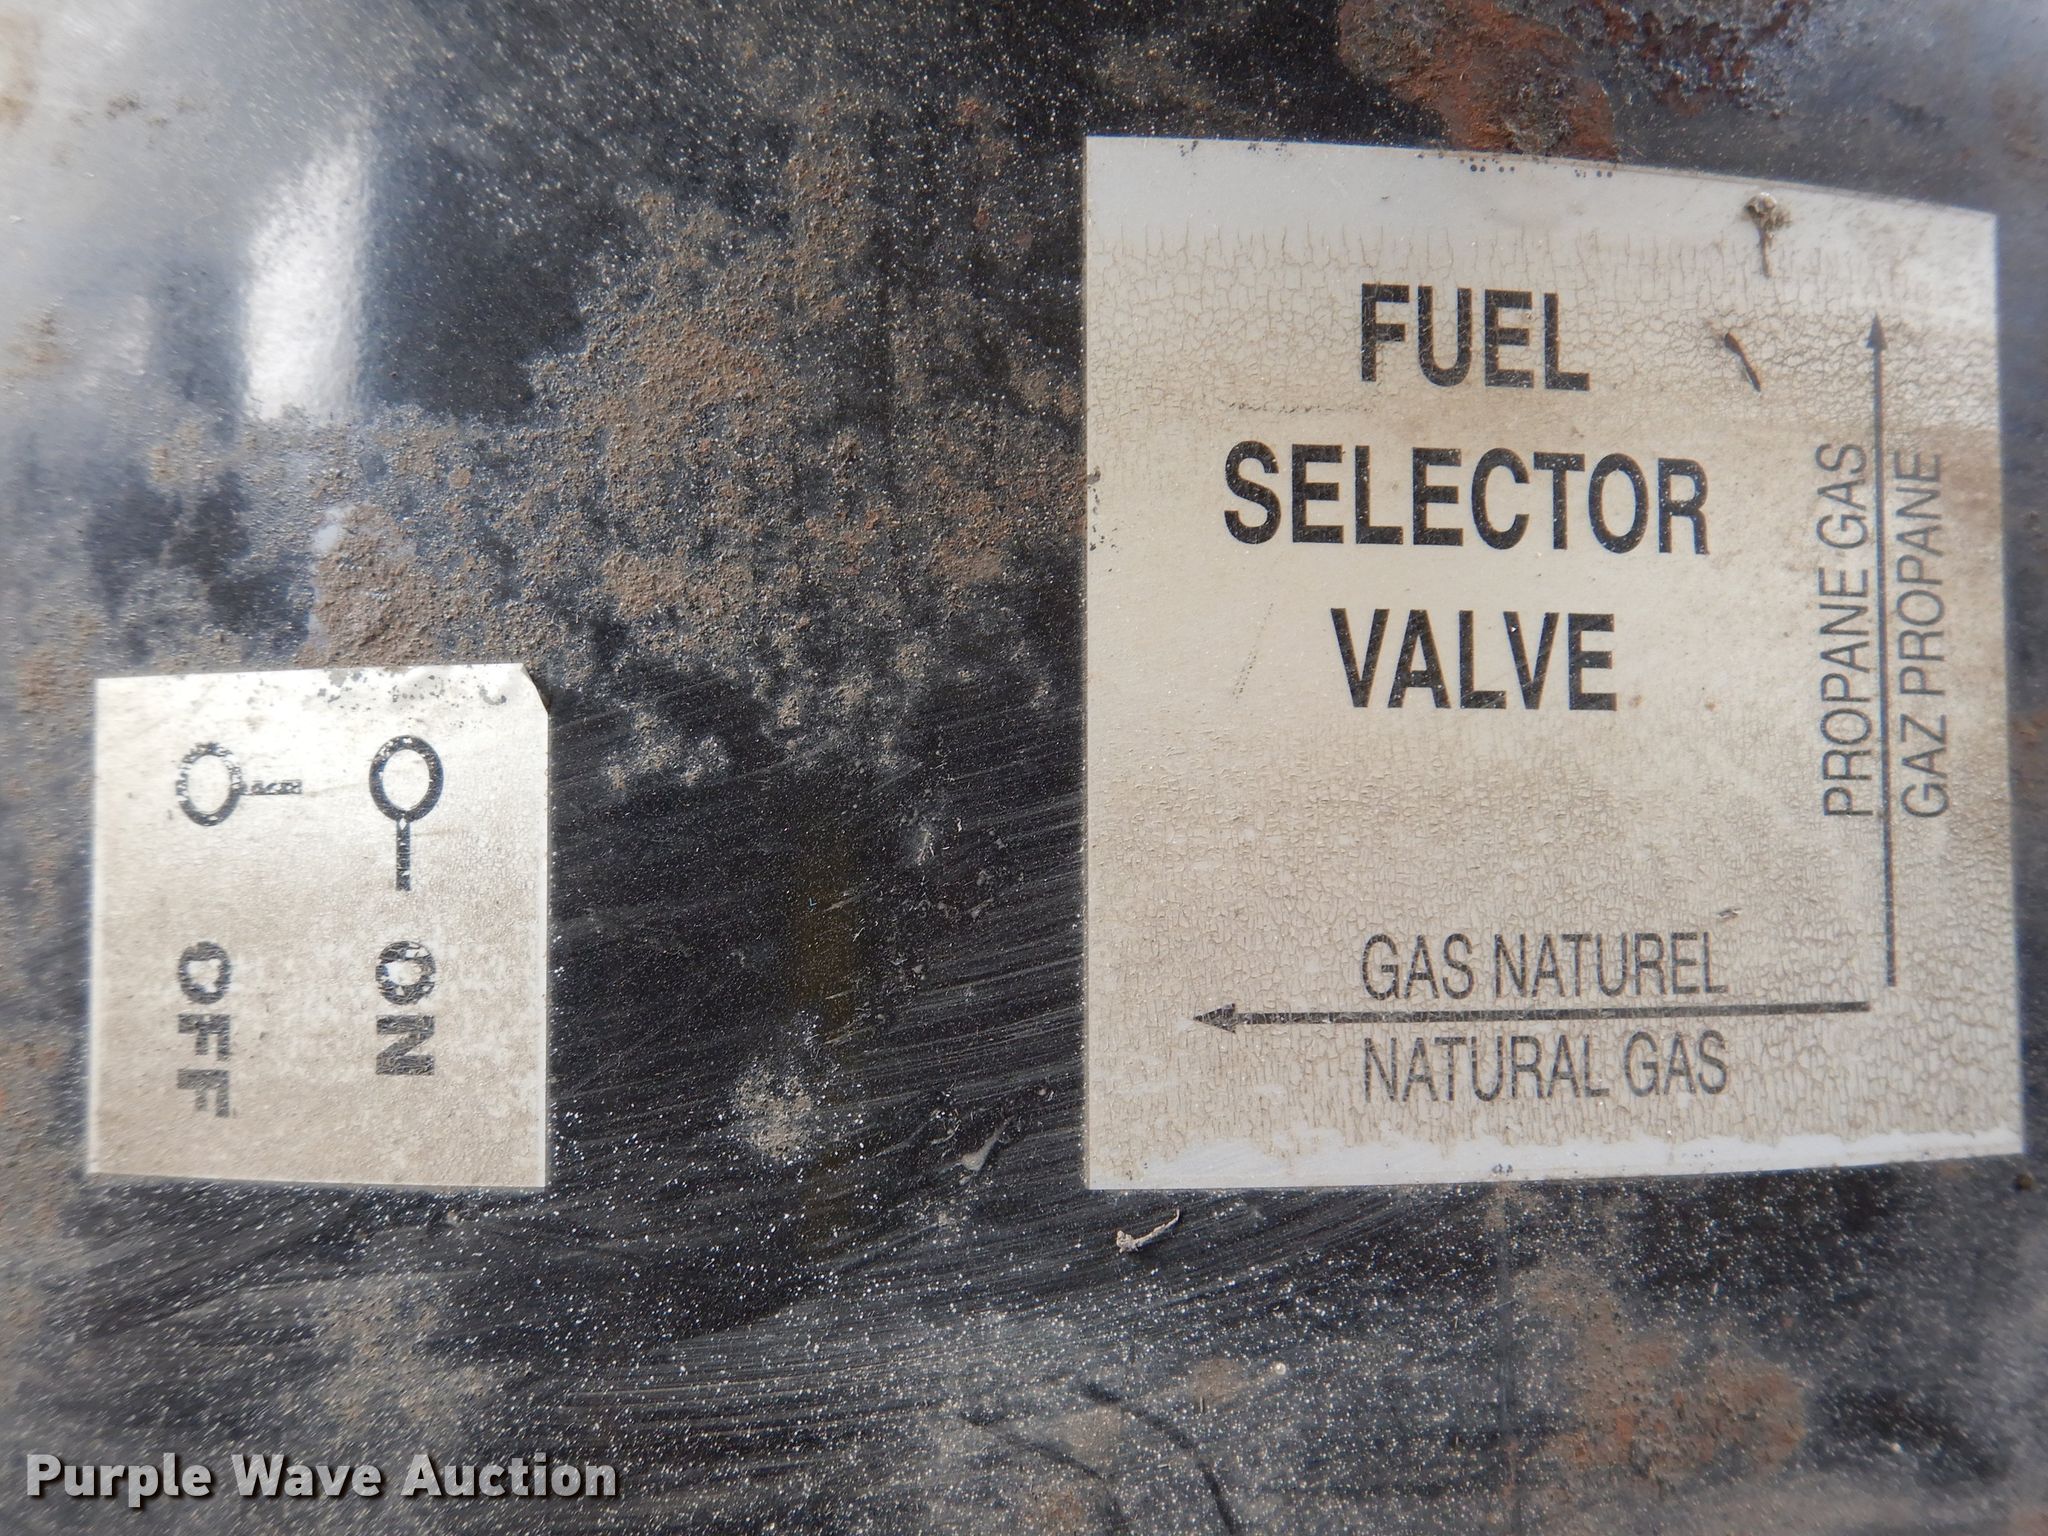 FUEL
SELECTOR
VALVE
PROPANE GAS
GAZ PROPANE
GAS NATUREL
NATURAL GAS
ON
OFF
Purple Wave Auction